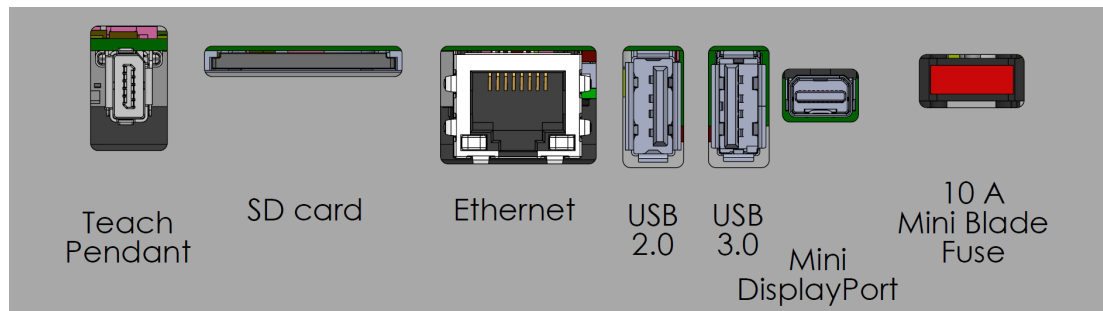 Teach
Pendant
SD card
Ethernet
USB
2.0
USB
3.0
Mini
DisplayPort
10 A
Mini Blade
Fuse